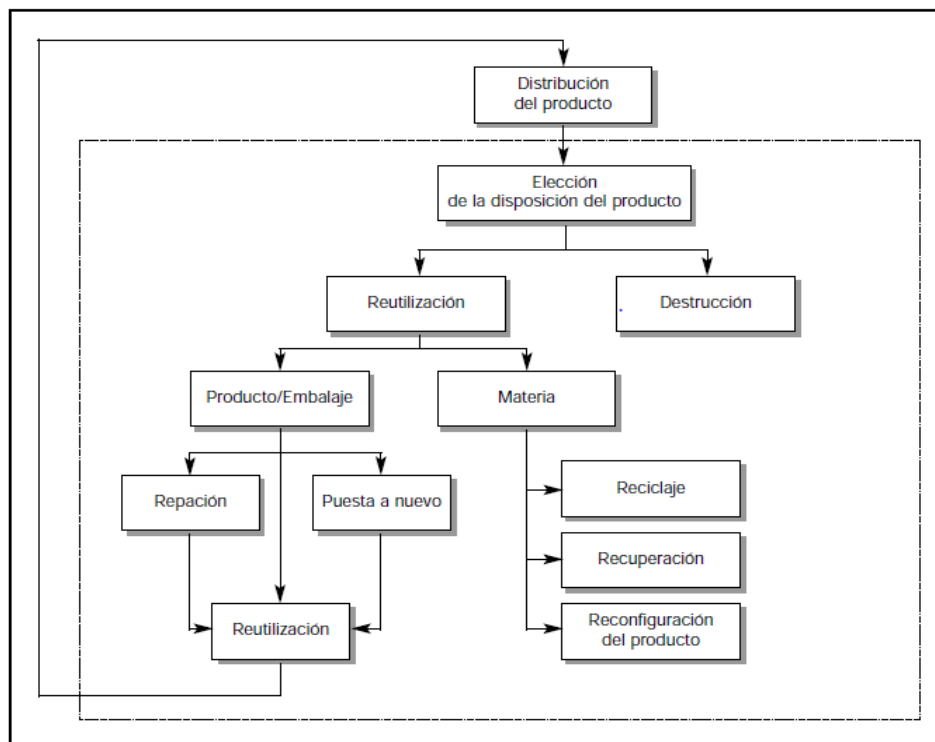 Distribución
del producto
Elección
de la disposición del producto
Reutilización
Destrucción
Producto/Embalaje
Materia
Repación
Puesta a nuevo
Reciclaje
Recuperación
Reutilización
Reconfiguración
del producto